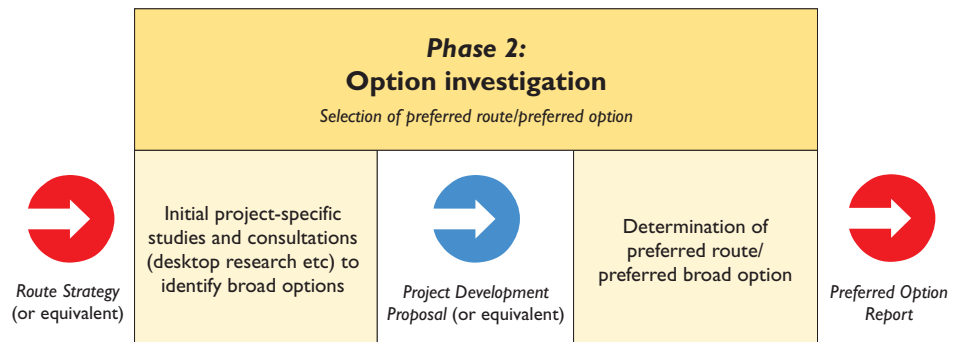 Phase 2:
Option investigation
Selection of preferred route/preferred option
Route Strategy
(or equivalent)
Initial project-specific
studies and consultations
(desktop research etc) to
identify broad options
Project Development
Proposal (or equivalent)
Determination of
preferred route/
preferred broad option
Preferred Option
Report